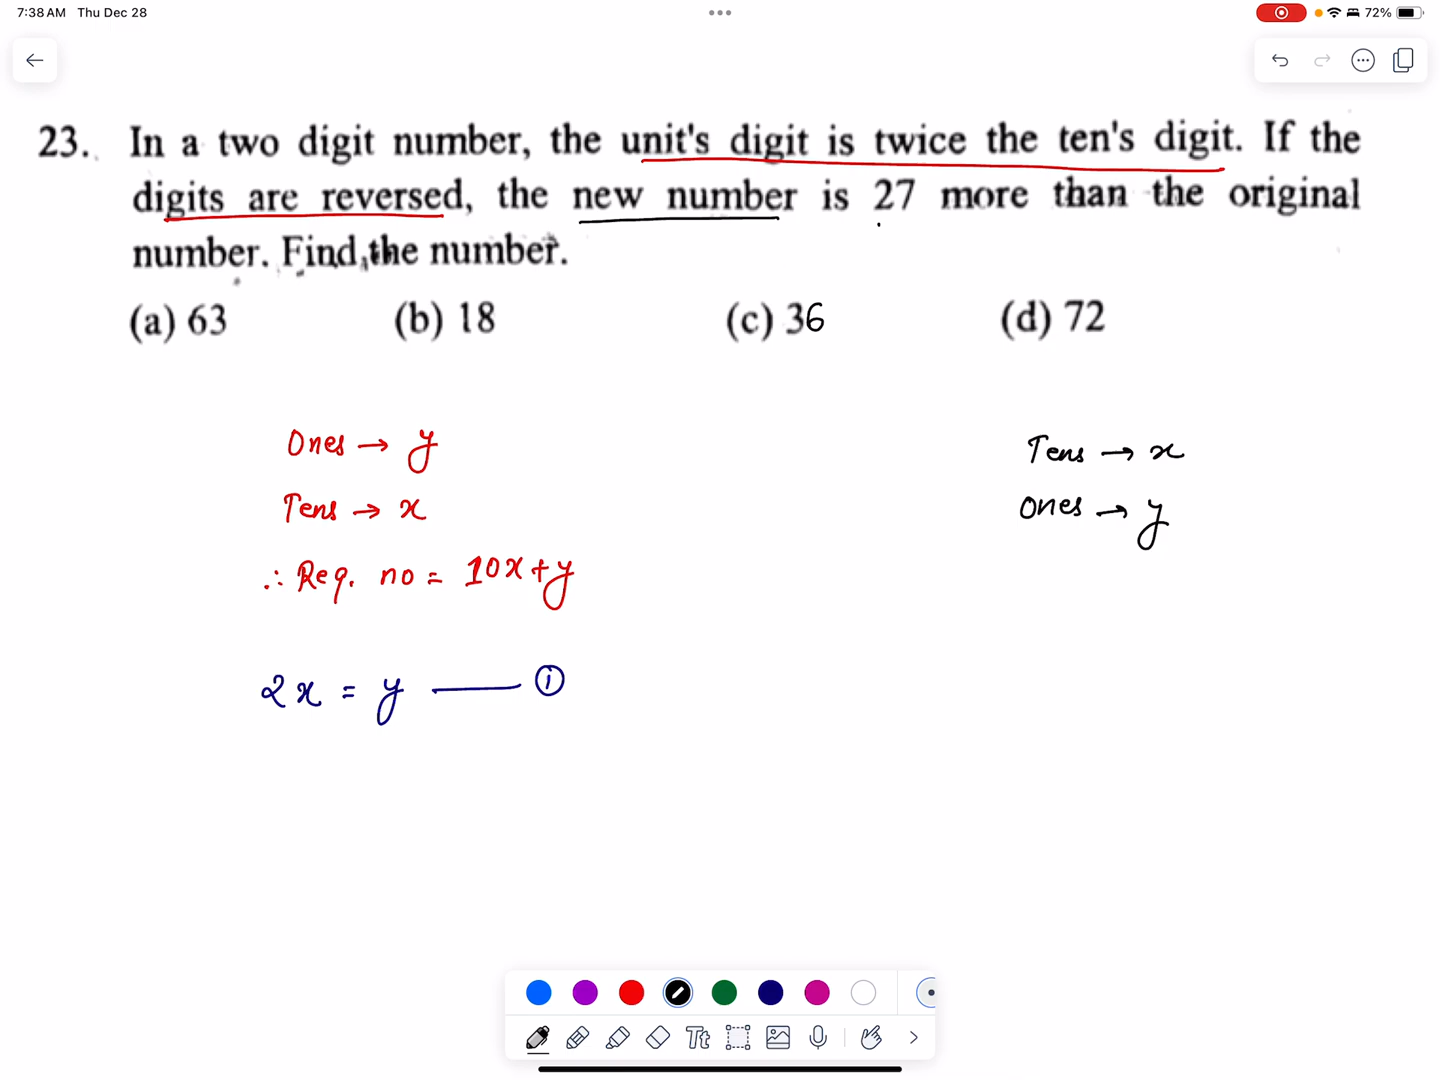 7:38 AM Thu Dec 28
72%
23. In a two digit number, the unit's digit is twice the ten's digit. If the
digits are reversed, the new number is 27 more than the original
number. Find the number.
(a) 63 (b) 18 (c) 36 (d) 72
Ones → y
Tens → x
∴ Req. no = 10x+y
2x = y —— ⓘ
Tens → x
Ones → y
Tt